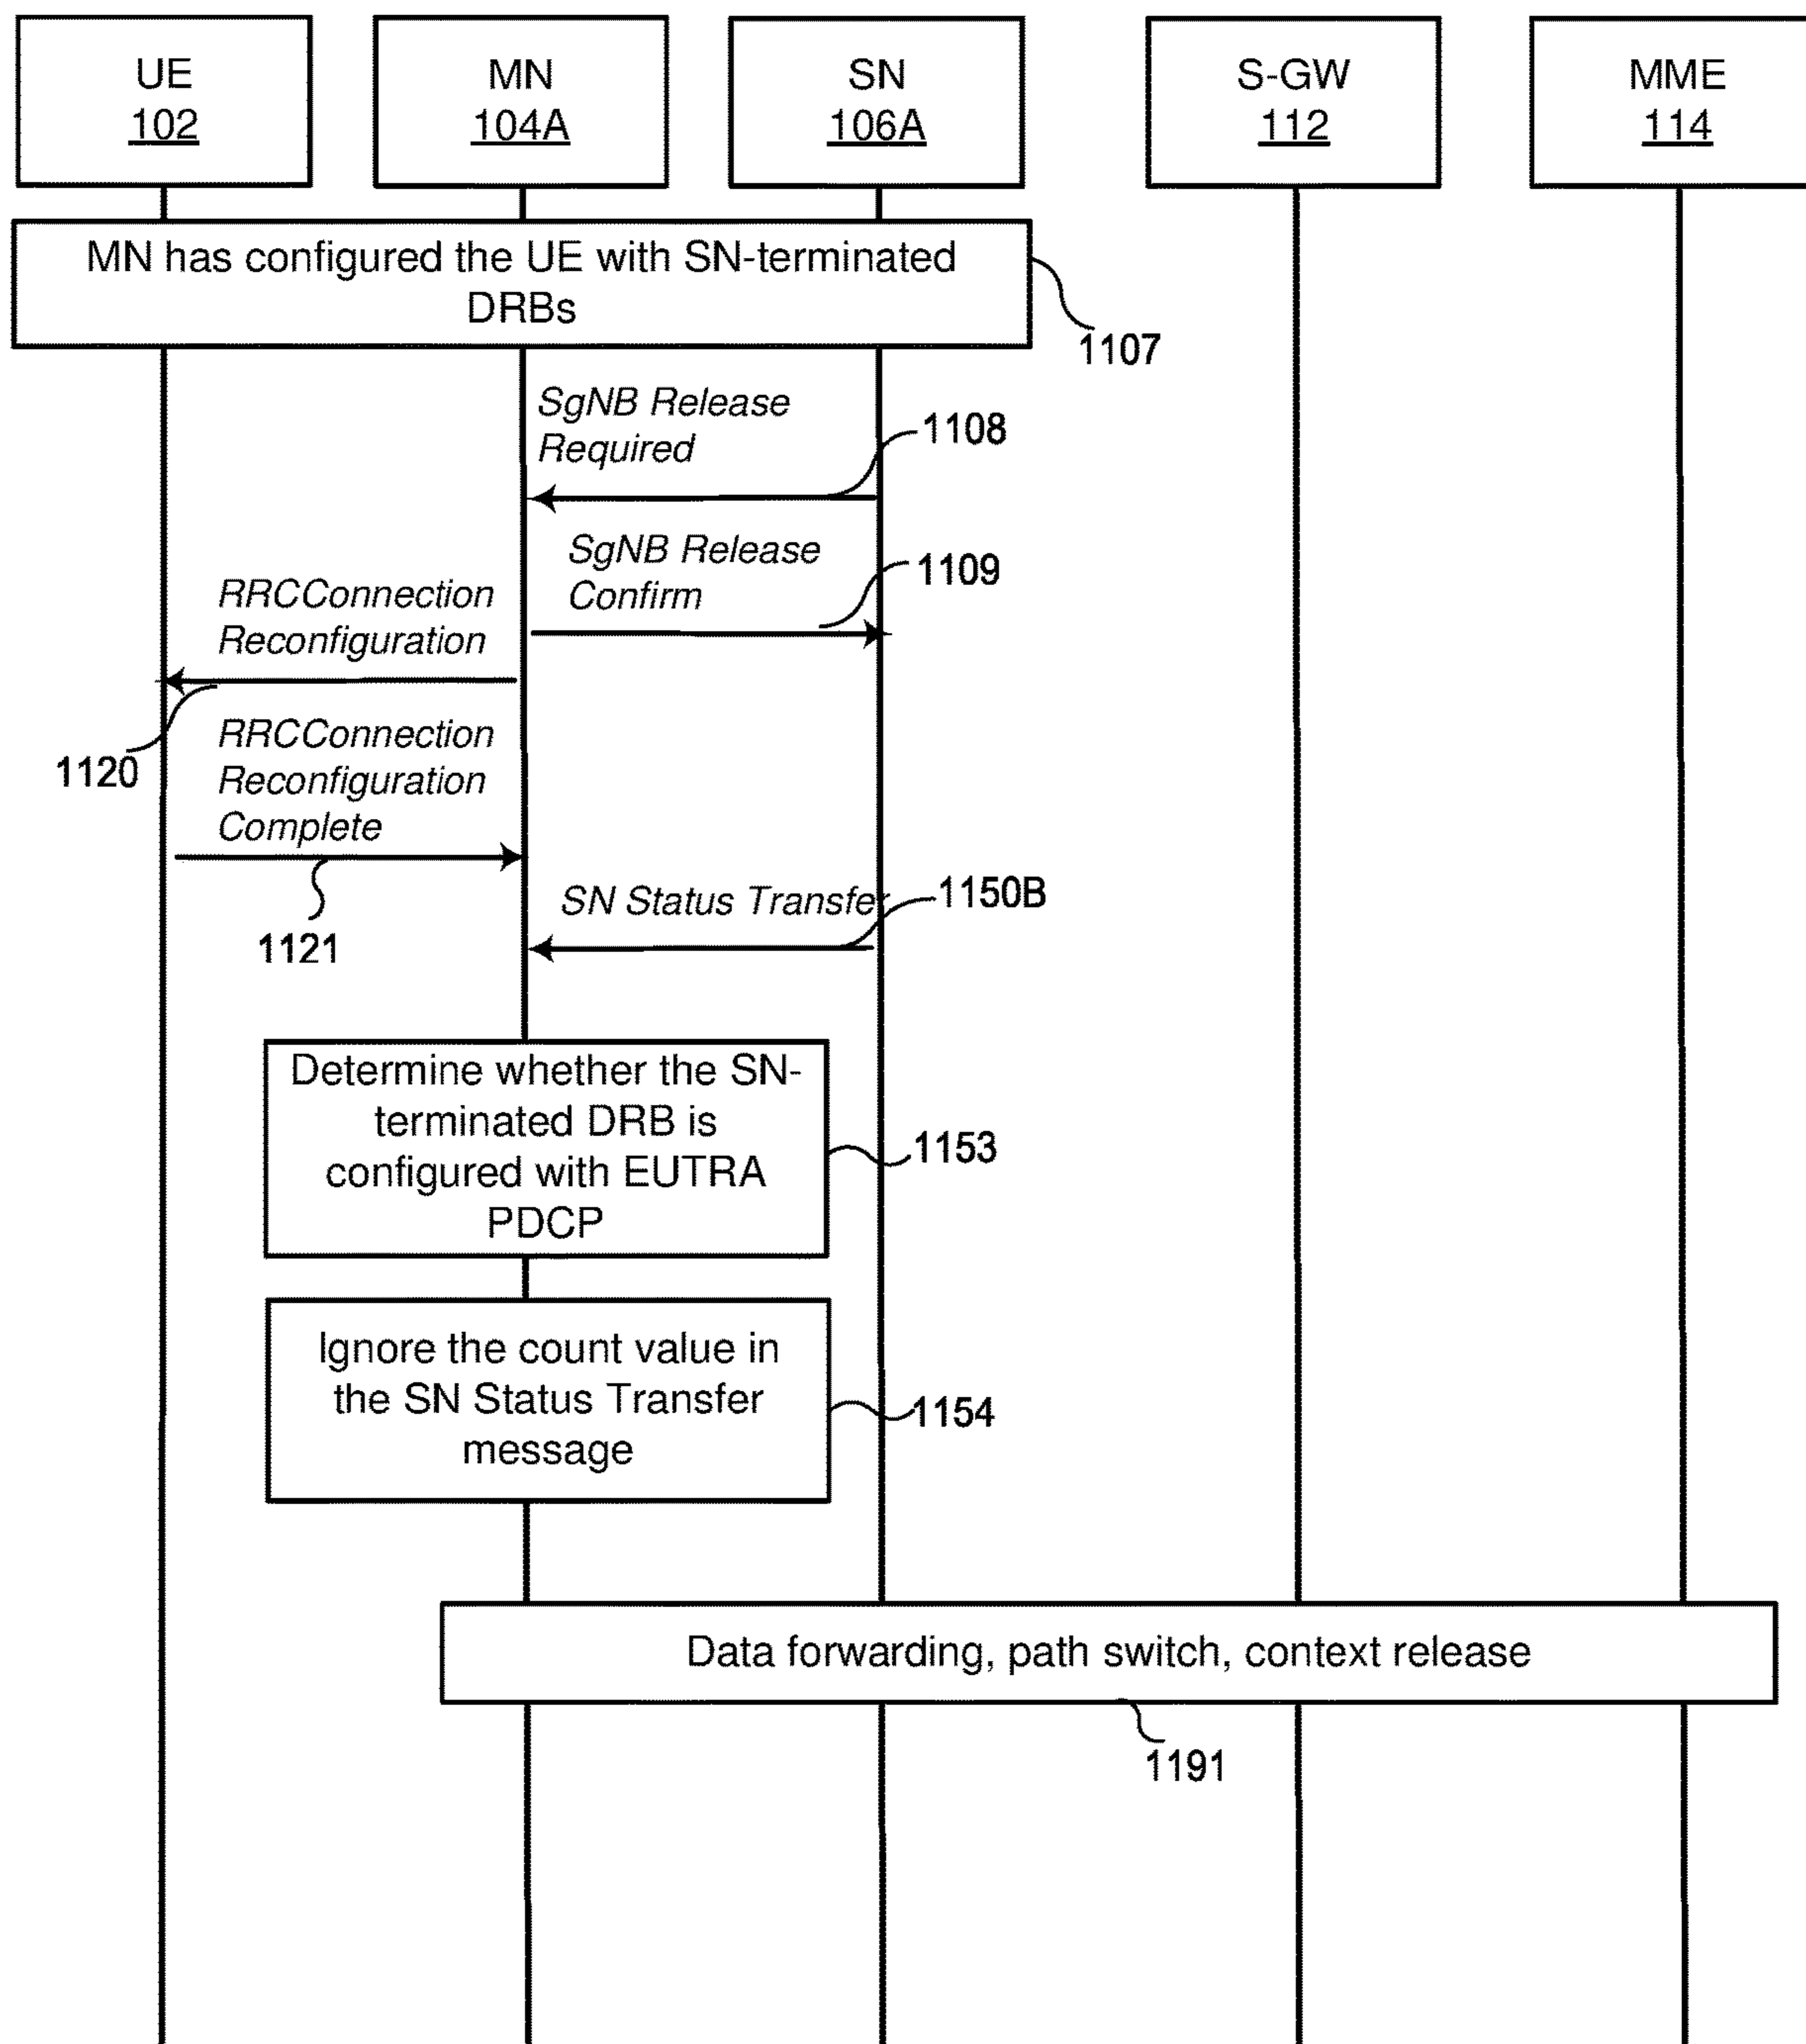 UE
102
MN
104A
SN
106A
S-GW
112
MME
114
MN has configured the UE with SN-terminated
DRBs
1107
SgNB Release
Required
1108
SgNB Release
Confirm
1109
RRCConnection
Reconfiguration
1120
RRCConnection
Reconfiguration
Complete
1121
SN Status Transfer
1150B
Determine whether the SN-
terminated DRB is
configured with EUTRA
PDCP
1153
Ignore the count value in
the SN Status Transfer
message
1154
Data forwarding, path switch, context release
1191